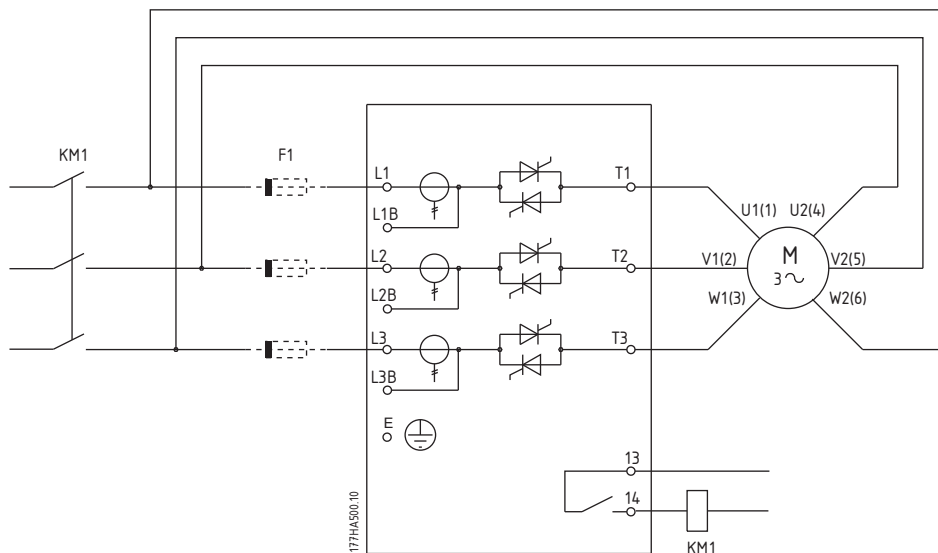 KM1
F1
L1
T1
L1B
U1(1)
U2(4)
L2
T2
V1(2)
M
3
V2(5)
L2B
W1(3)
W2(6)
L3
T3
L3B
E
13
14
KM1
177HA500.10